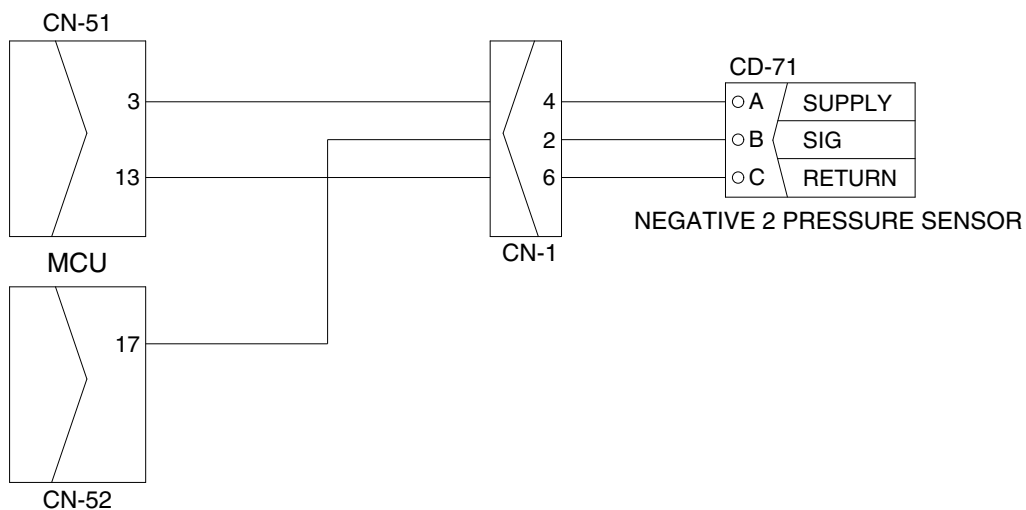 CN-51
3
13
MCU
17
CN-52
4
2
6
CN-1
CD-71
A SUPPLY
B SIG
C RETURN
NEGATIVE 2 PRESSURE SENSOR